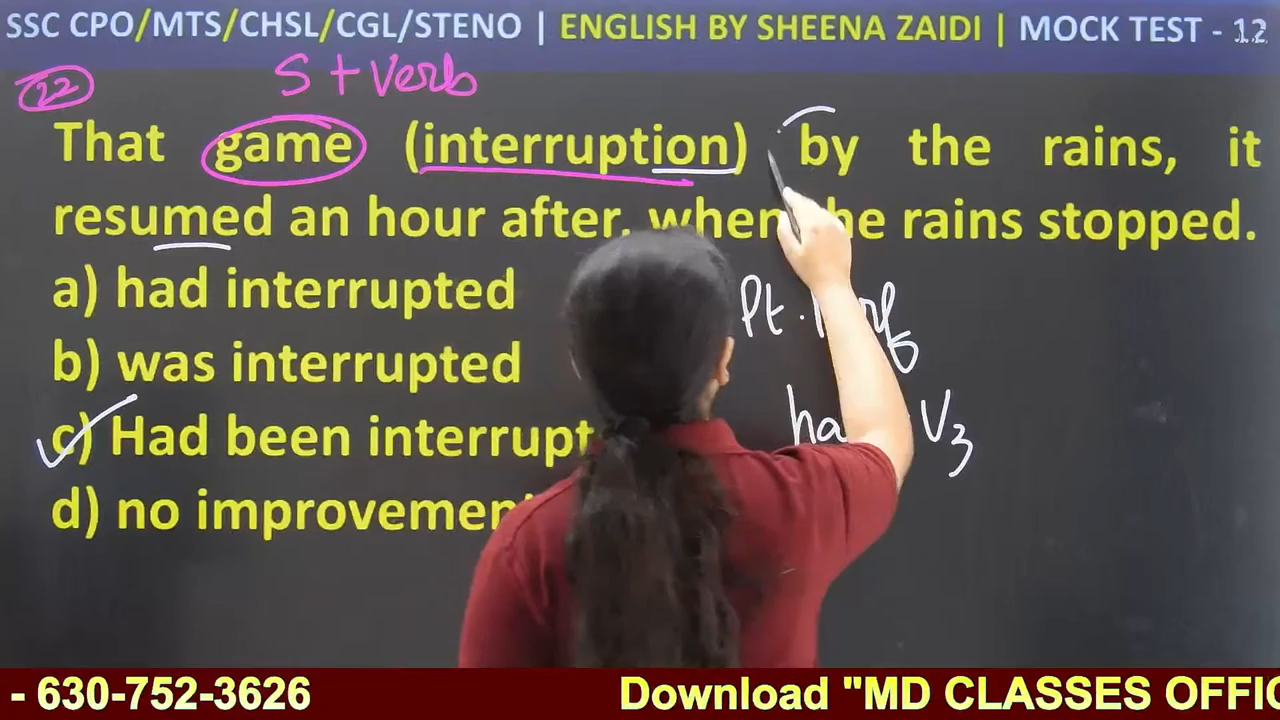 SSC CPO/MTS/CHSL/CGL/STENO | ENGLISH BY SHEENA ZAIDI | MOCK TEST - 12
22
S + Verb
That game (interruption) by the rains, it
resumed an hour after, when the rains stopped.
a) had interrupted
b) was interrupted
Pt.
c) Had been interrupt
V3
d) no improvemen
- 630-752-3626
Download "MD CLASSES OFFIC